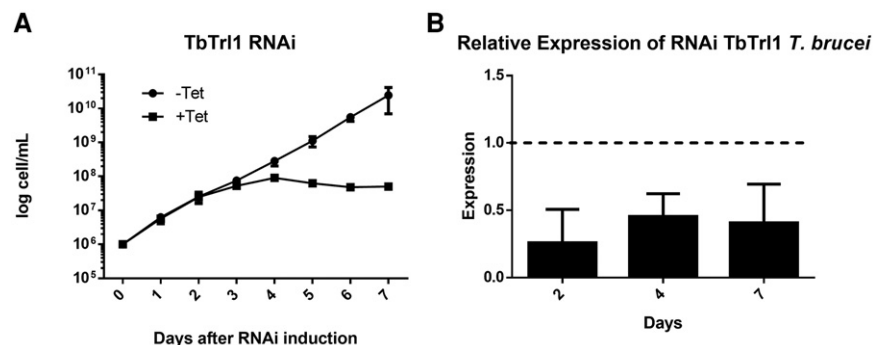 A
TbTrl1 RNAi
10¹¹
10¹⁰
10⁹
10⁸
10⁷
10⁶
10⁵
log cell/mL
-Tet
+Tet
0 1 2 3 4 5 6 7
Days after RNAi induction
B
Relative Expression of RNAi TbTrl1 T. brucei
1.5
1.0
0.5
0.0
Expression
2 4 7
Days